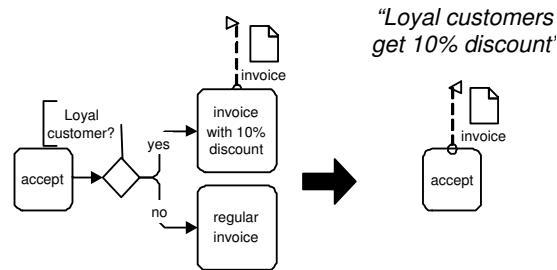 “Loyal customers
get 10% discount”
invoice
Loyal
customer?
invoice
with 10%
discount
yes
invoice
accept
accept
no
regular
invoice